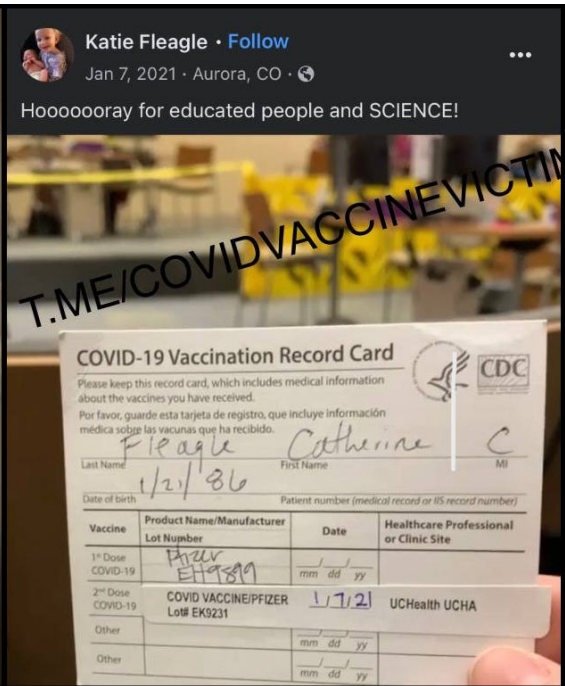 Katie Fleagle · Follow
Jan 7, 2021 · Aurora, CO ·
Hooooooray for educated people and SCIENCE!
T.ME/COVIDVACCINEVICTIM
COVID-19 Vaccination Record Card
CDC
Please keep this record card, which includes medical information
about the vaccines you have received.
Por favor, guarde esta tarjeta de registro, que incluye información
médica sobre las vacunas que ha recibido.
Fleagle Catherine C
Last Name First Name MI
1/21/86
Date of birth Patient number (medical record or IIS record number)
Vaccine Product Name/Manufacturer Date Healthcare Professional
Lot Number or Clinic Site
1st Dose Pfizer
COVID-19 EH9899 mm dd yy
2nd Dose COVID VACCINE/PFIZER 1/7/21 UCHealth UCHA
COVID-19 Lot# EK9231
Other mm dd yy
Other mm dd yy